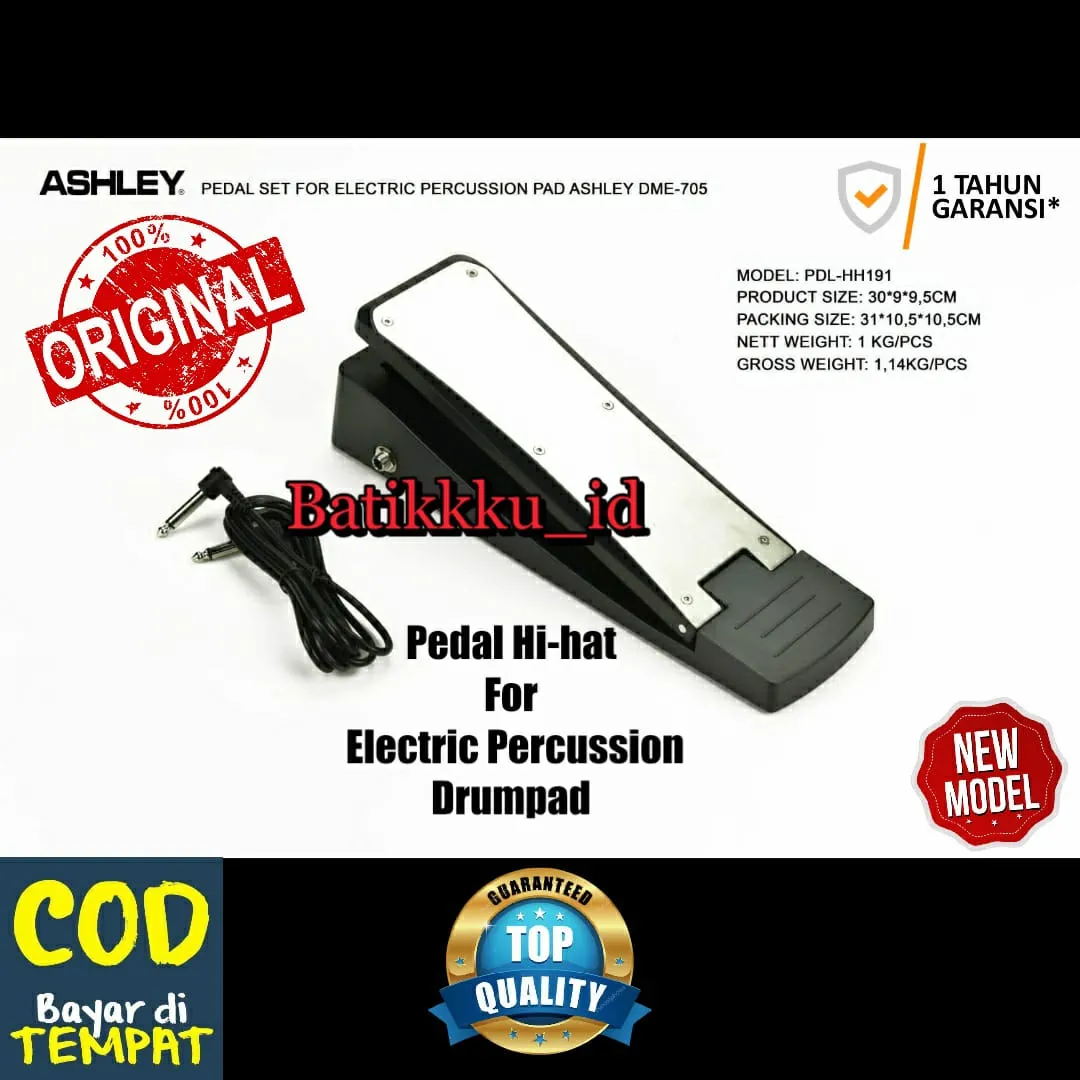 ASHLEY®
PEDAL SET FOR ELECTRIC PERCUSSION PAD ASHLEY DME-705
1 TAHUN
GARANSI*
100%
ORIGINAL
100%
MODEL: PDL-HH191
PRODUCT SIZE: 30*9*9,5CM
PACKING SIZE: 31*10,5*10,5CM
NETT WEIGHT: 1 KG/PCS
GROSS WEIGHT: 1,14KG/PCS
Batikkku_id
Pedal Hi-hat
For
Electric Percussion
Drumpad
NEW
MODEL
COD
Bayar di
TEMPAT
GUARANTEED
TOP
QUALITY